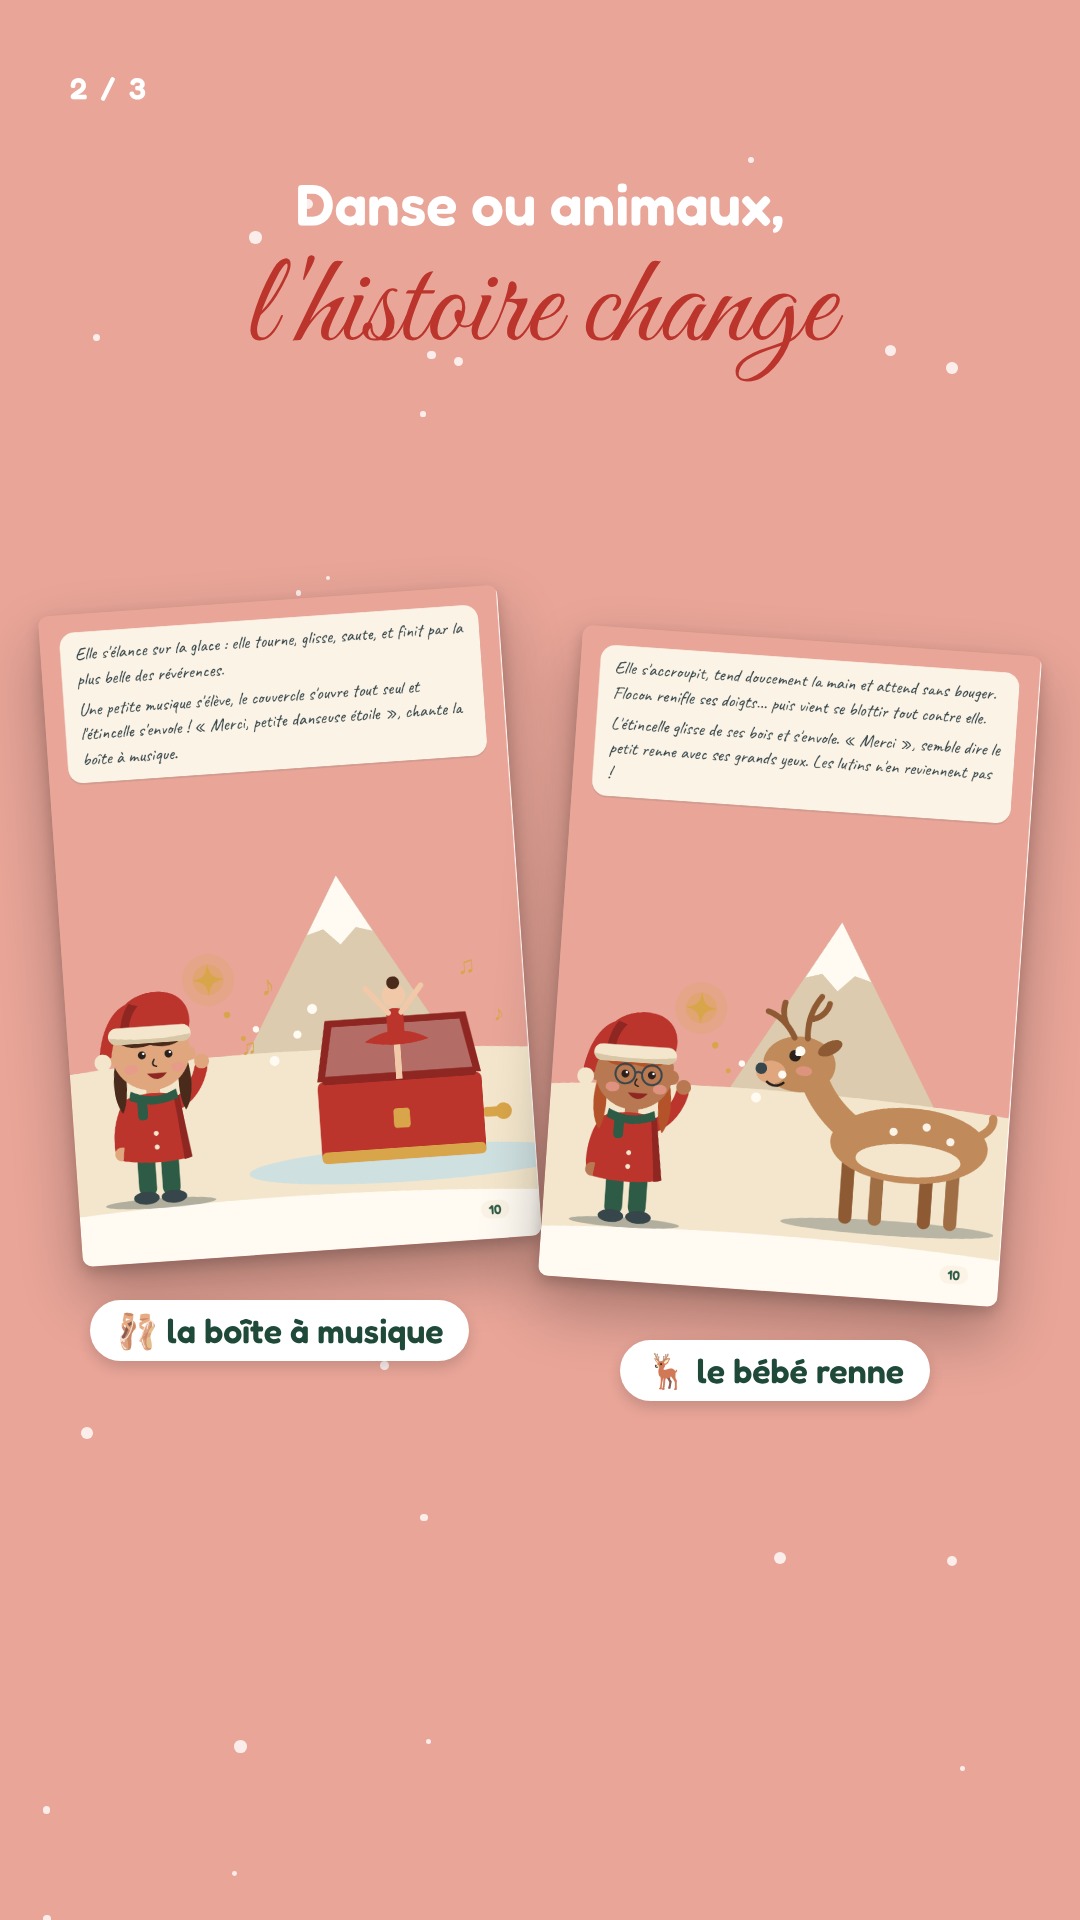 2 / 3
Danse ou animaux,
l'histoire change
Elle s'élance sur la glace : elle tourne, glisse, saute, et finit par la
plus belle des révérences.
Une petite musique s'élève, le couvercle s'ouvre tout seul et
l'étincelle s'envole ! « Merci, petite danseuse étoile », chante la
boîte à musique.
10
la boîte à musique
Elle s'accroupit, tend doucement la main et attend sans bouger.
Flocon renifle ses doigts... puis vient se blottir tout contre elle.
L'étincelle glisse de ses bois et s'envole. « Merci », semble dire le
petit renne avec ses grands yeux. Les lutins n'en reviennent pas
!
10
le bébé renne